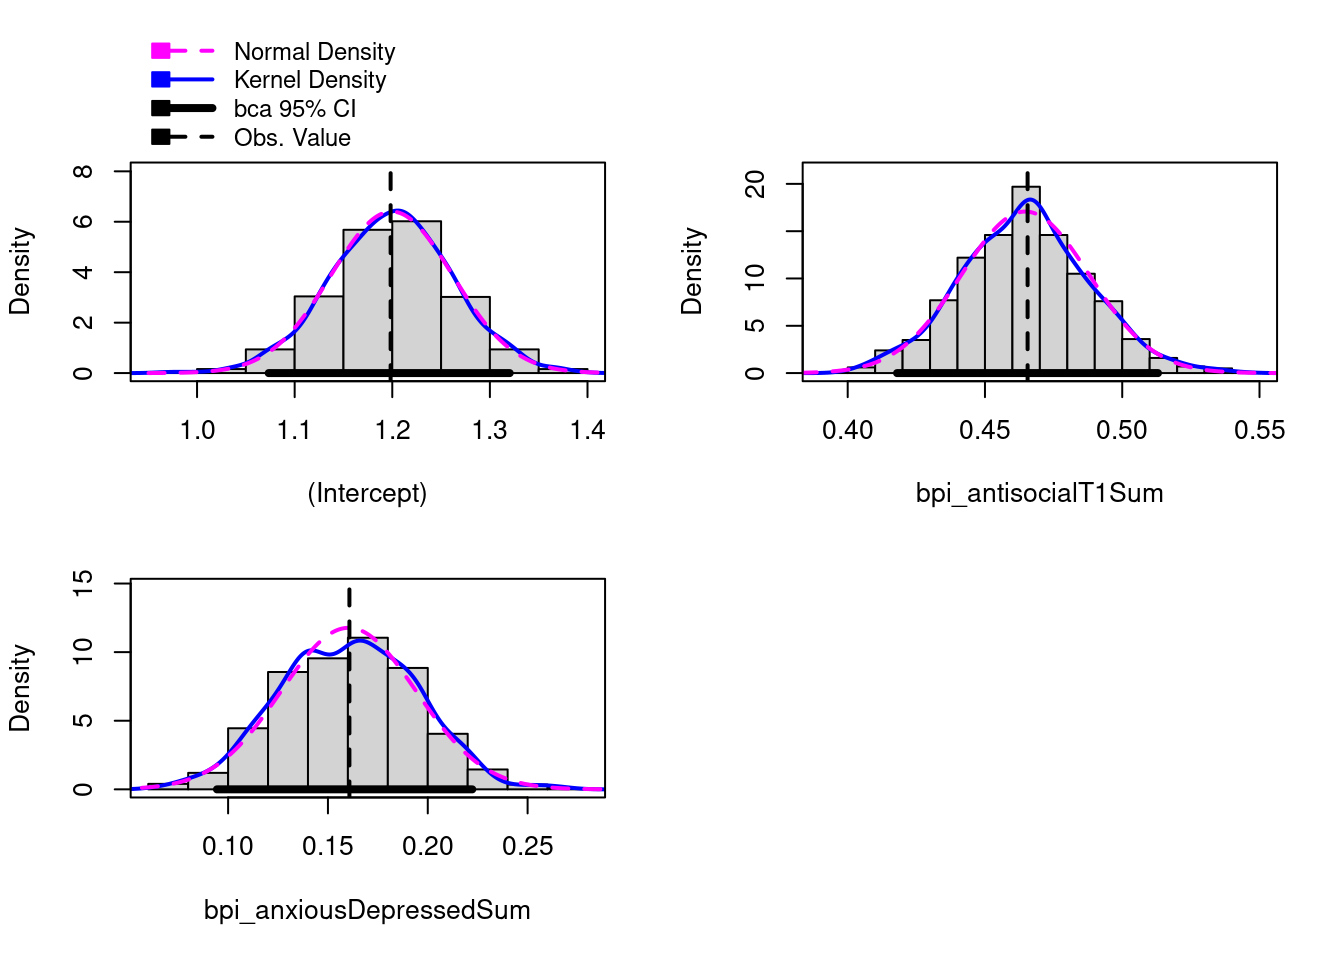 Normal Density
Kernel Density
bca 95% CI
Obs. Value
Density
0 2 4 6 8
1.0 1.1 1.2 1.3 1.4
(Intercept)
Density
0 5 10 20
0.40 0.45 0.50 0.55
bpi_antisocialT1Sum
Density
0 5 10 15
0.10 0.15 0.20 0.25
bpi_anxiousDepressedSum